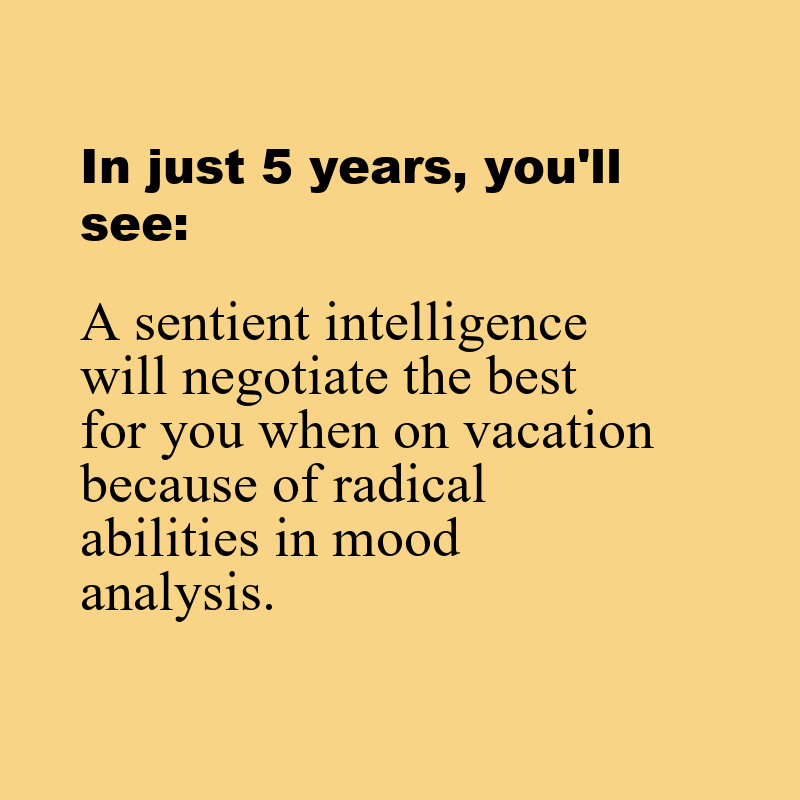 In just 5 years, you'll
see:
A sentient intelligence
will negotiate the best
for you when on vacation
because of radical
abilities in mood
analysis.